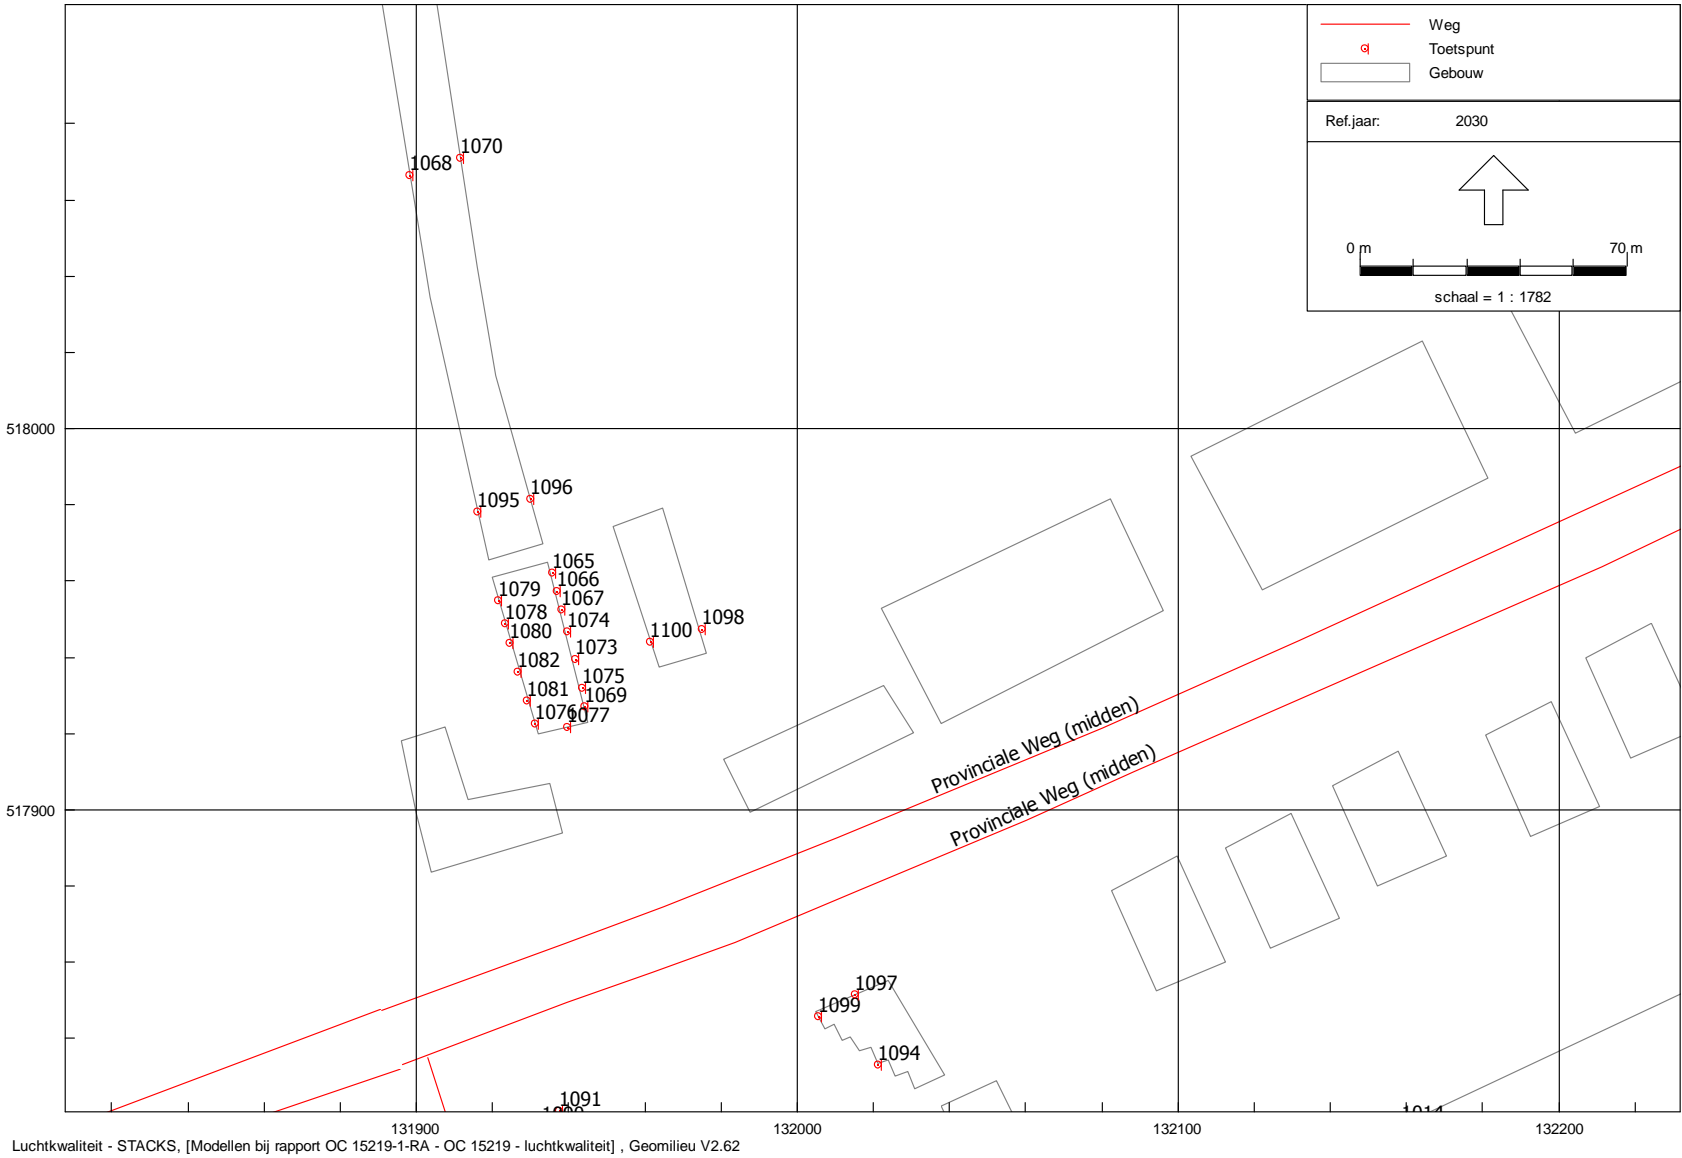 Weg
Toetspunt
Gebouw
Ref.jaar: 2030
0 m 70 m
schaal = 1 : 1782
1070
1068
518000
1096
1095
1065
1066
1079
1067
1078
1074
1098
1080
1100
1073
1082
1075
1081
1069
1076
1077
Provinciale Weg (midden)
Provinciale Weg (midden)
517900
1097
1099
1094
1091
1014
131900 132000 132100 132200
Luchtkwaliteit - STACKS, [Modellen bij rapport OC 15219-1-RA - OC 15219 - luchtkwaliteit] , Geomilieu V2.62